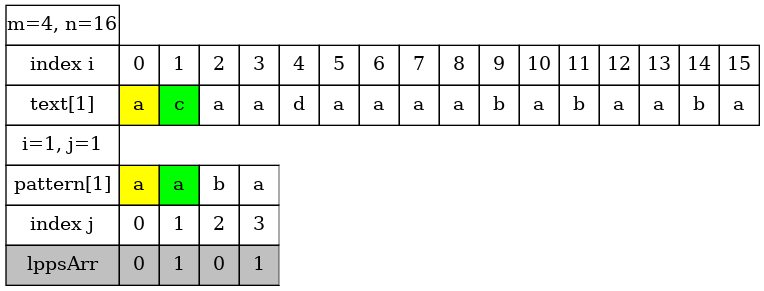 m=4, n=16
index i 0 1 2 3 4 5 6 7 8 9 10 11 12 13 14 15
text[1] a c a a d a a a a b a b a a b a
i=1, j=1
pattern[1] a a b a
index j 0 1 2 3
lppsArr 0 1 0 1